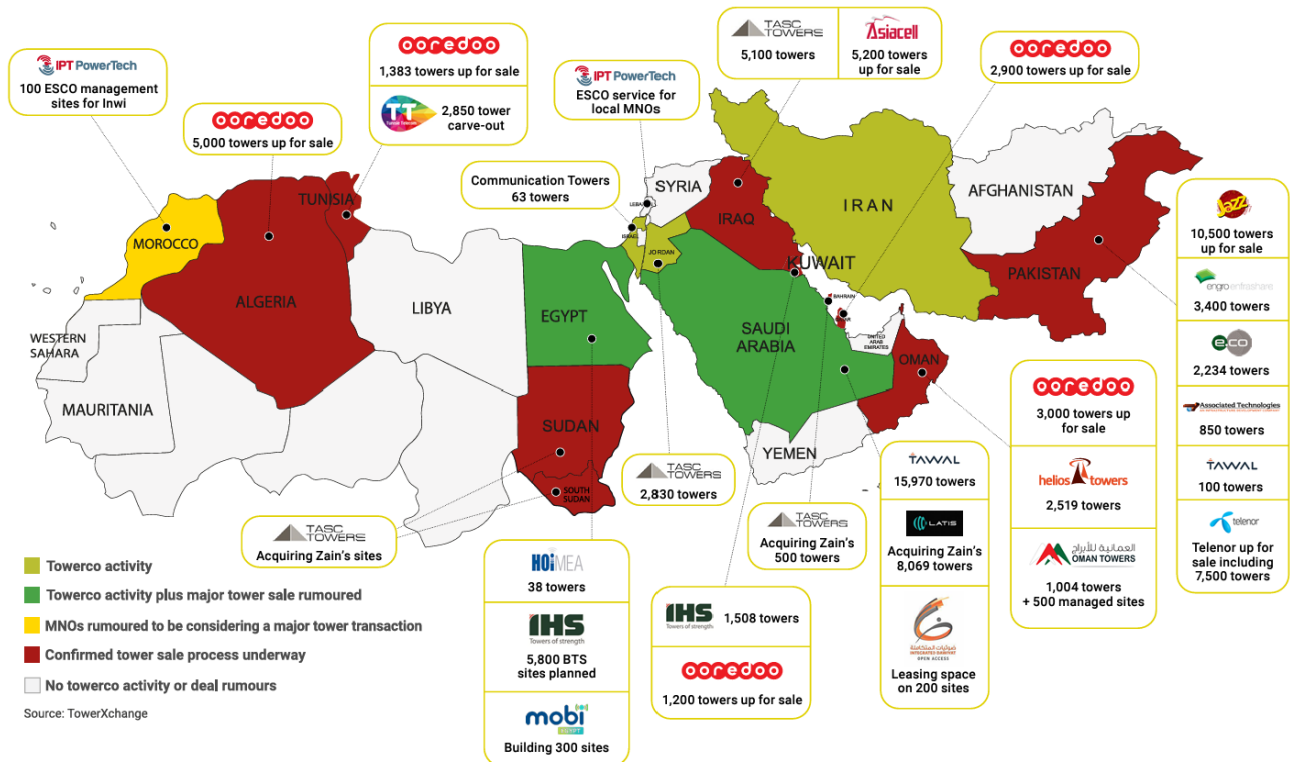 IPT PowerTech
100 ESCO management
sites for Inwi
ooredoo
5,000 towers up for sale
ooredoo
1,383 towers up for sale
TT
2,850 tower
carve-out
IPT PowerTech
ESCO service for
local MNOs
Communication Towers
63 towers
TASC
TOWERS
5,100 towers
Asiacell
5,200 towers
up for sale
ooredoo
2,900 towers up for sale
MOROCCO
ALGERIA
TUNISIA
LIBYA
EGYPT
WESTERN
SAHARA
MAURITANIA
SUDAN
SOUTH
SUDAN
SYRIA
ISRAEL
JORDAN
IRAQ
IRAN
KUWAIT
SAUDI
ARABIA
BAHRAIN
UNITED
ARAB
EMIRATES
OMAN
YEMEN
AFGHANISTAN
PAKISTAN
Jazz
10,500 towers
up for sale
engro enfrashare
3,400 towers
e.co
2,234 towers
Associated Technologies
850 towers
TAWAL
100 towers
telenor
Telenor up for
sale including
7,500 towers
ooredoo
3,000 towers up
for sale
helios towers
2,519 towers
العمانية للأبراج
OMAN TOWERS
1,004 towers
+ 500 managed sites
TAWAL
15,970 towers
LATIS
Acquiring Zain's
8,069 towers
ضوئيات المتكاملة
INTEGRATED DAWIYAT
OPEN ACCESS
Leasing space
on 200 sites
TASC
TOWERS
Acquiring Zain's
500 towers
TASC
TOWERS
2,830 towers
IHS
Towers of strength
1,508 towers
ooredoo
1,200 towers up for sale
HOiMEA
38 towers
IHS
Towers of strength
5,800 BTS
sites planned
mobi
EGYPT
Building 300 sites
TASC
TOWERS
Acquiring Zain's sites
Towerco activity
Towerco activity plus major tower sale rumoured
MNOs rumoured to be considering a major tower transaction
Confirmed tower sale process underway
No towerco activity or deal rumours
Source: TowerXchange